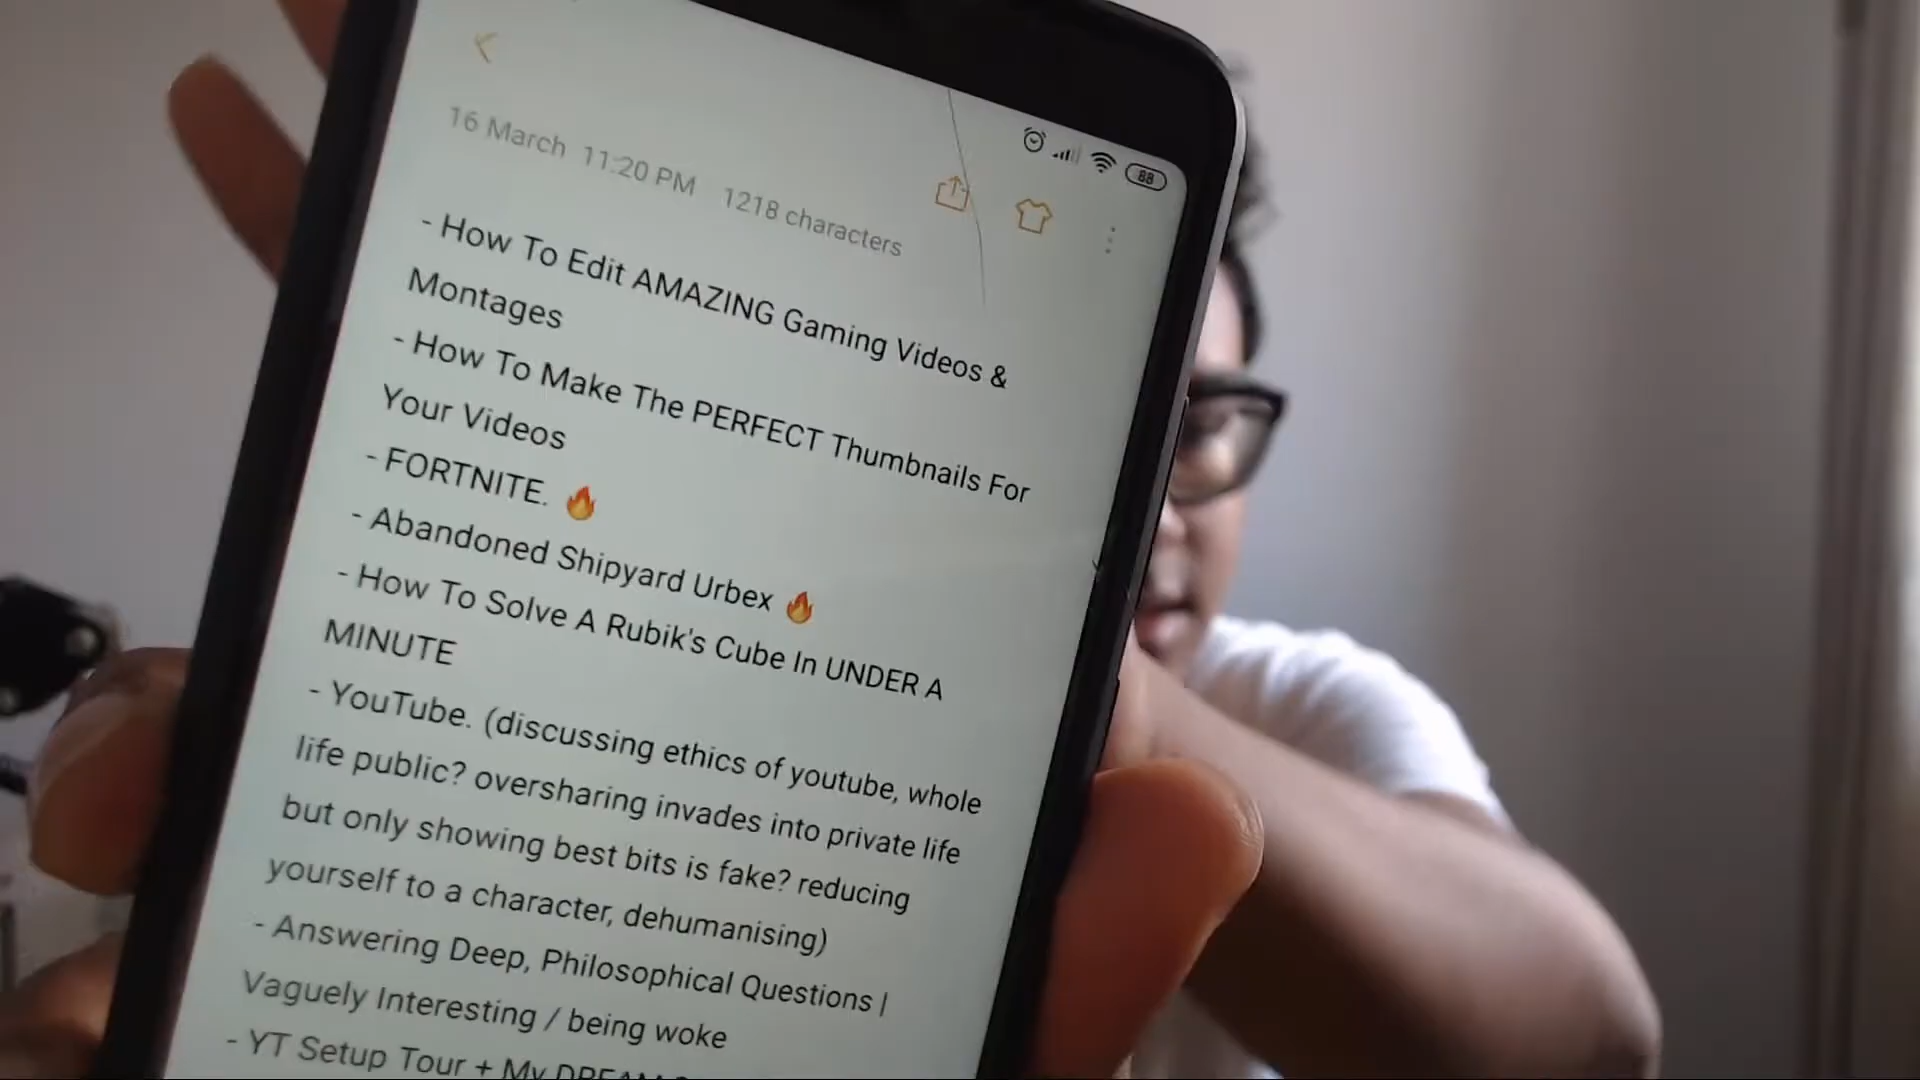 88
16 March 11:20 PM 1218 characters
- How To Edit AMAZING Gaming Videos &
Montages
- How To Make The PERFECT Thumbnails For
Your Videos
- FORTNITE. 🔥
- Abandoned Shipyard Urbex 🔥
- How To Solve A Rubik's Cube In UNDER A
MINUTE
- YouTube. (discussing ethics of youtube, whole
life public? oversharing invades into private life
but only showing best bits is fake? reducing
yourself to a character, dehumanising)
- Answering Deep, Philosophical Questions |
Vaguely Interesting / being woke
- YT Setup Tour + My DREAM